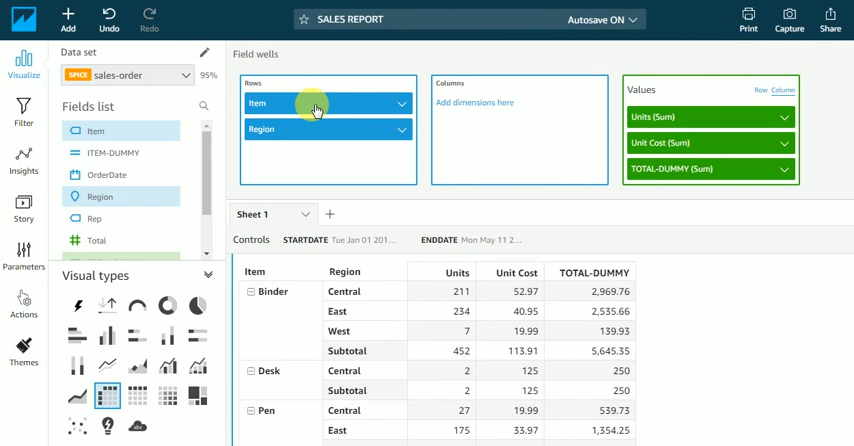 Add
Undo
Redo
SALES REPORT
Autosave ON
Print
Capture
Share
Visualize
Filter
Insights
Story
Parameters
Actions
Themes
Data set
SPICE sales-order
95%
Fields list
Item
ITEM-DUMMY
OrderDate
Region
Rep
Total
Visual types
abc
Field wells
Rows
Item
Region
Columns
Add dimensions here
Values
Row Column
Units (Sum)
Unit Cost (Sum)
TOTAL-DUMMY (Sum)
Sheet 1
Controls STARTDATE Tue Jan 01 201... ENDDATE Mon May 11 2...
Item Region Units Unit Cost TOTAL-DUMMY
Binder Central 211 52.97 2,969.76
East 234 40.95 2,535.66
West 7 19.99 139.93
Subtotal 452 113.91 5,645.35
Desk Central 2 125 250
Subtotal 2 125 250
Pen Central 27 19.99 539.73
East 175 33.97 1,354.25